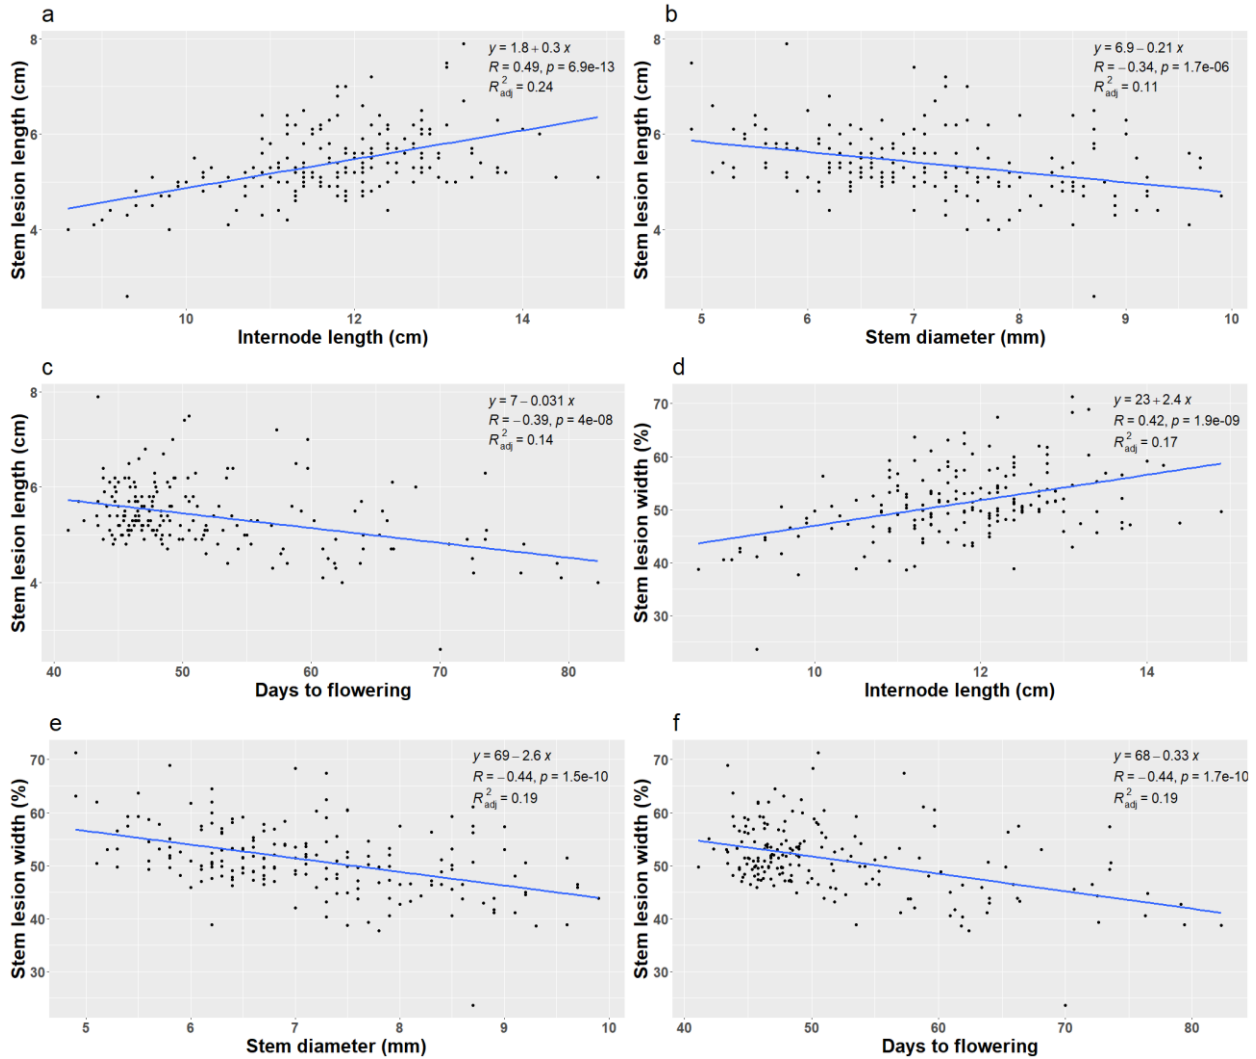 a
y = 1.8 + 0.3 x
R = 0.49, p = 6.9e-13
R²adj = 0.24
8
6
4
Stem lesion length (cm)
10 12 14
Internode length (cm)
b
y = 6.9 − 0.21 x
R = −0.34, p = 1.7e-06
R²adj = 0.11
8
6
4
Stem lesion length (cm)
5 6 7 8 9 10
Stem diameter (mm)
c
y = 7 − 0.031 x
R = −0.39, p = 4e-08
R²adj = 0.14
8
6
4
Stem lesion length (cm)
40 50 60 70 80
Days to flowering
d
y = 23 + 2.4 x
R = 0.42, p = 1.9e-09
R²adj = 0.17
70
60
50
40
30
Stem lesion width (%)
10 12 14
Internode length (cm)
e
y = 69 − 2.6 x
R = −0.44, p = 1.5e-10
R²adj = 0.19
70
60
50
40
30
Stem lesion width (%)
5 6 7 8 9 10
Stem diameter (mm)
f
y = 68 − 0.33 x
R = −0.44, p = 1.7e-10
R²adj = 0.19
70
60
50
40
30
Stem lesion width (%)
40 50 60 70 80
Days to flowering